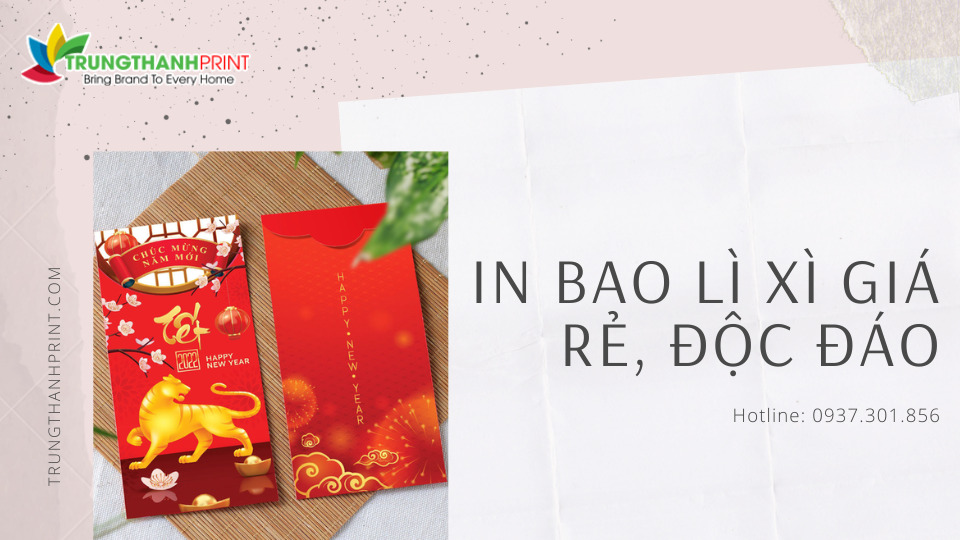 TRUNGTHANHPRINT
Bring Brand To Every Home
TRUNGTHANHPRINT.COM
CHÚC MỪNG
NĂM MỚI
Tết
2022
HAPPY
NEW YEAR
HAPPY • NEW • YEAR
IN BAO LÌ XÌ GIÁ
RẺ, ĐỘC ĐÁO
Hotline: 0937.301.856